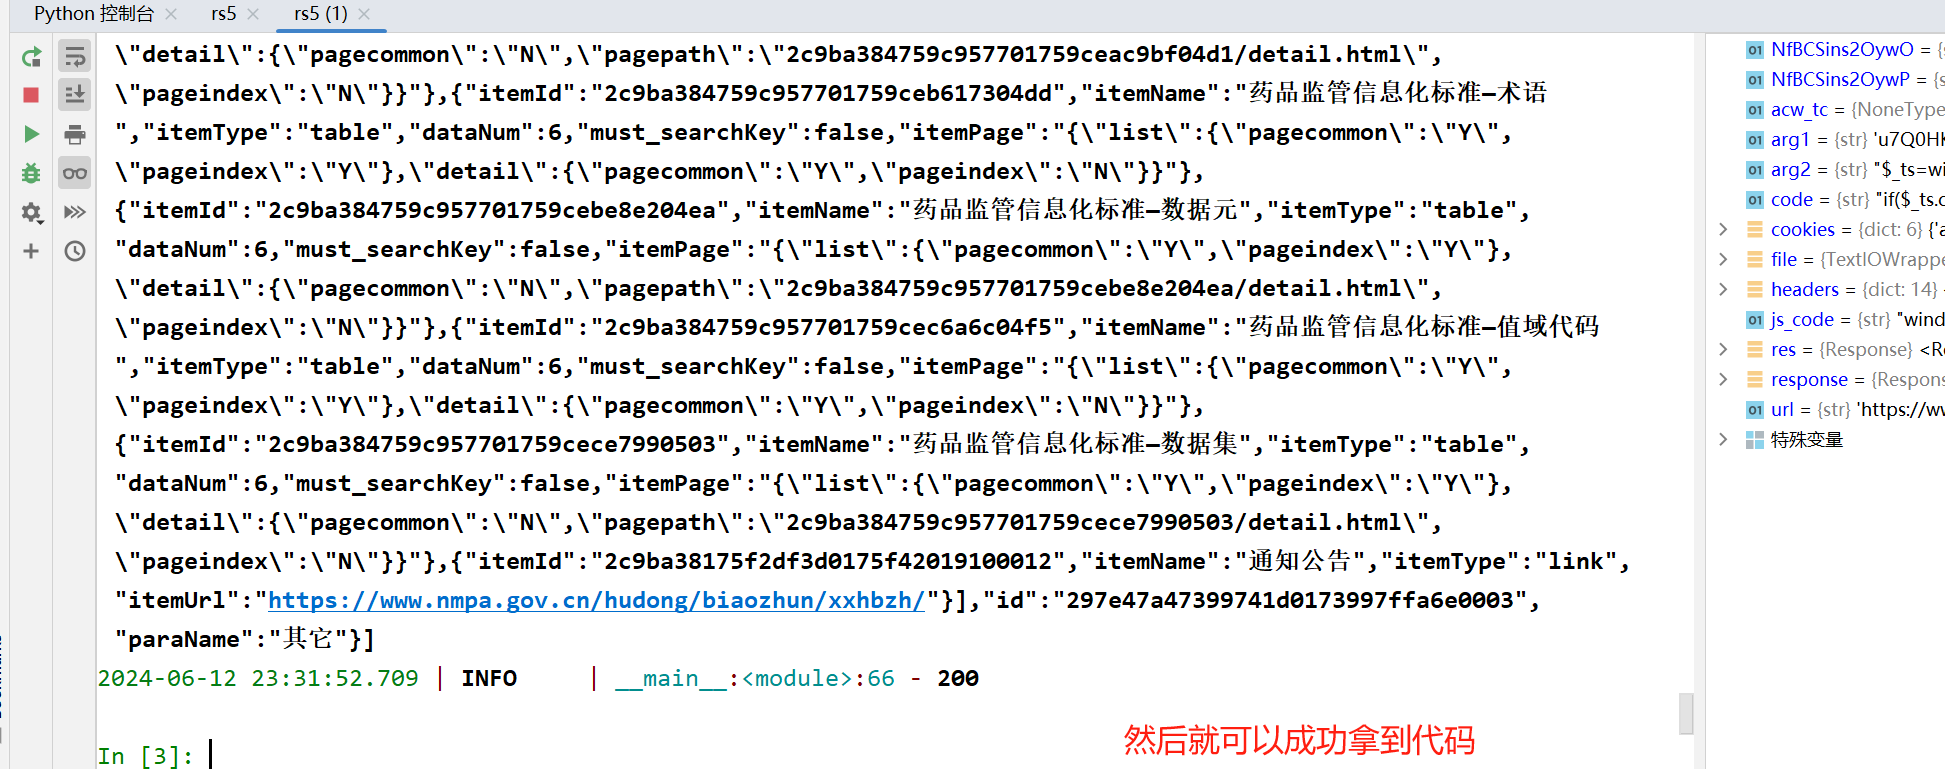 Python 控制台 × rs5 × rs5 (1) ×
\"detail\":{\"pagecommon\":\"N\",\"pagepath\":\"2c9ba384759c957701759ceac9bf04d1/detail.html\",
\"pageindex\":\"N\"}}"},{"itemId":"2c9ba384759c957701759ceb617304dd","itemName":"药品监管信息化标准—术语
","itemType":"table","dataNum":6,"must_searchKey":false,"itemPage":"{\"list\":{\"pagecommon\":\"Y\",
\"pageindex\":\"Y\"},\"detail\":{\"pagecommon\":\"Y\",\"pageindex\":\"N\"}}"},
{"itemId":"2c9ba384759c957701759cebe8e204ea","itemName":"药品监管信息化标准—数据元","itemType":"table",
"dataNum":6,"must_searchKey":false,"itemPage":"{\"list\":{\"pagecommon\":\"Y\",\"pageindex\":\"Y\"},
\"detail\":{\"pagecommon\":\"N\",\"pagepath\":\"2c9ba384759c957701759cebe8e204ea/detail.html\",
\"pageindex\":\"N\"}}"},{"itemId":"2c9ba384759c957701759cec6a6c04f5","itemName":"药品监管信息化标准—值域代码
","itemType":"table","dataNum":6,"must_searchKey":false,"itemPage":"{\"list\":{\"pagecommon\":\"Y\",
\"pageindex\":\"Y\"},\"detail\":{\"pagecommon\":\"Y\",\"pageindex\":\"N\"}}"},
{"itemId":"2c9ba384759c957701759cece7990503","itemName":"药品监管信息化标准—数据集","itemType":"table",
"dataNum":6,"must_searchKey":false,"itemPage":"{\"list\":{\"pagecommon\":\"Y\",\"pageindex\":\"Y\"},
\"detail\":{\"pagecommon\":\"N\",\"pagepath\":\"2c9ba384759c957701759cece7990503/detail.html\",
\"pageindex\":\"N\"}}"},{"itemId":"2c9ba38175f2df3d0175f42019100012","itemName":"通知公告","itemType":"link",
"itemUrl":"https://www.nmpa.gov.cn/hudong/biaozhun/xxhbzh/"}],"id":"297e47a47399741d0173997ffa6e0003",
"paraName":"其它"}]
2024-06-12 23:31:52.709 | INFO | __main__:<module>:66 - 200
In [3]:
然后就可以成功拿到代码
NfBCSins2OywO = {s
NfBCSins2OywP = {s
acw_tc = {NoneType
arg1 = {str} 'u7Q0HK
arg2 = {str} "$_ts=wi
code = {str} "if($_ts.c
cookies = {dict: 6} {'a
file = {TextIOWrappe
headers = {dict: 14}
js_code = {str} "wind
res = {Response} <Re
response = {Respons
url = {str} 'https://ww
特殊变量